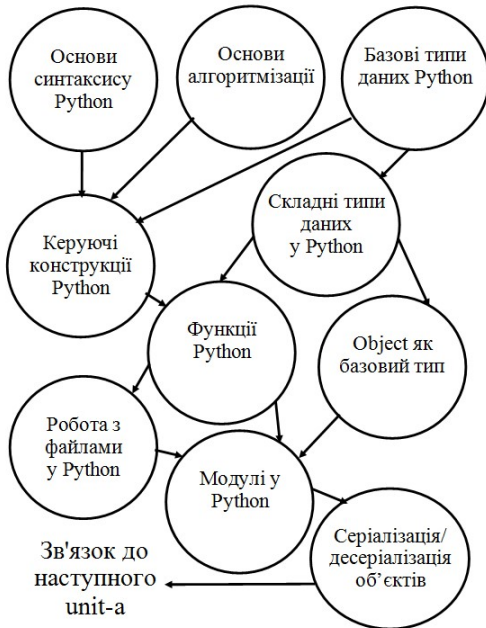 Основи
синтаксису
Python
Основи
алгоритмізації
Базові типи
даних Python
Складні типи
даних
у Python
Керуючі
конструкції
Python
Функції
Python
Object як
базовий тип
Робота з
файлами
у Python
Модулі у
Python
Серіалізація/
десеріалізація
об’єктів
Зв'язок до
наступного
unit-а